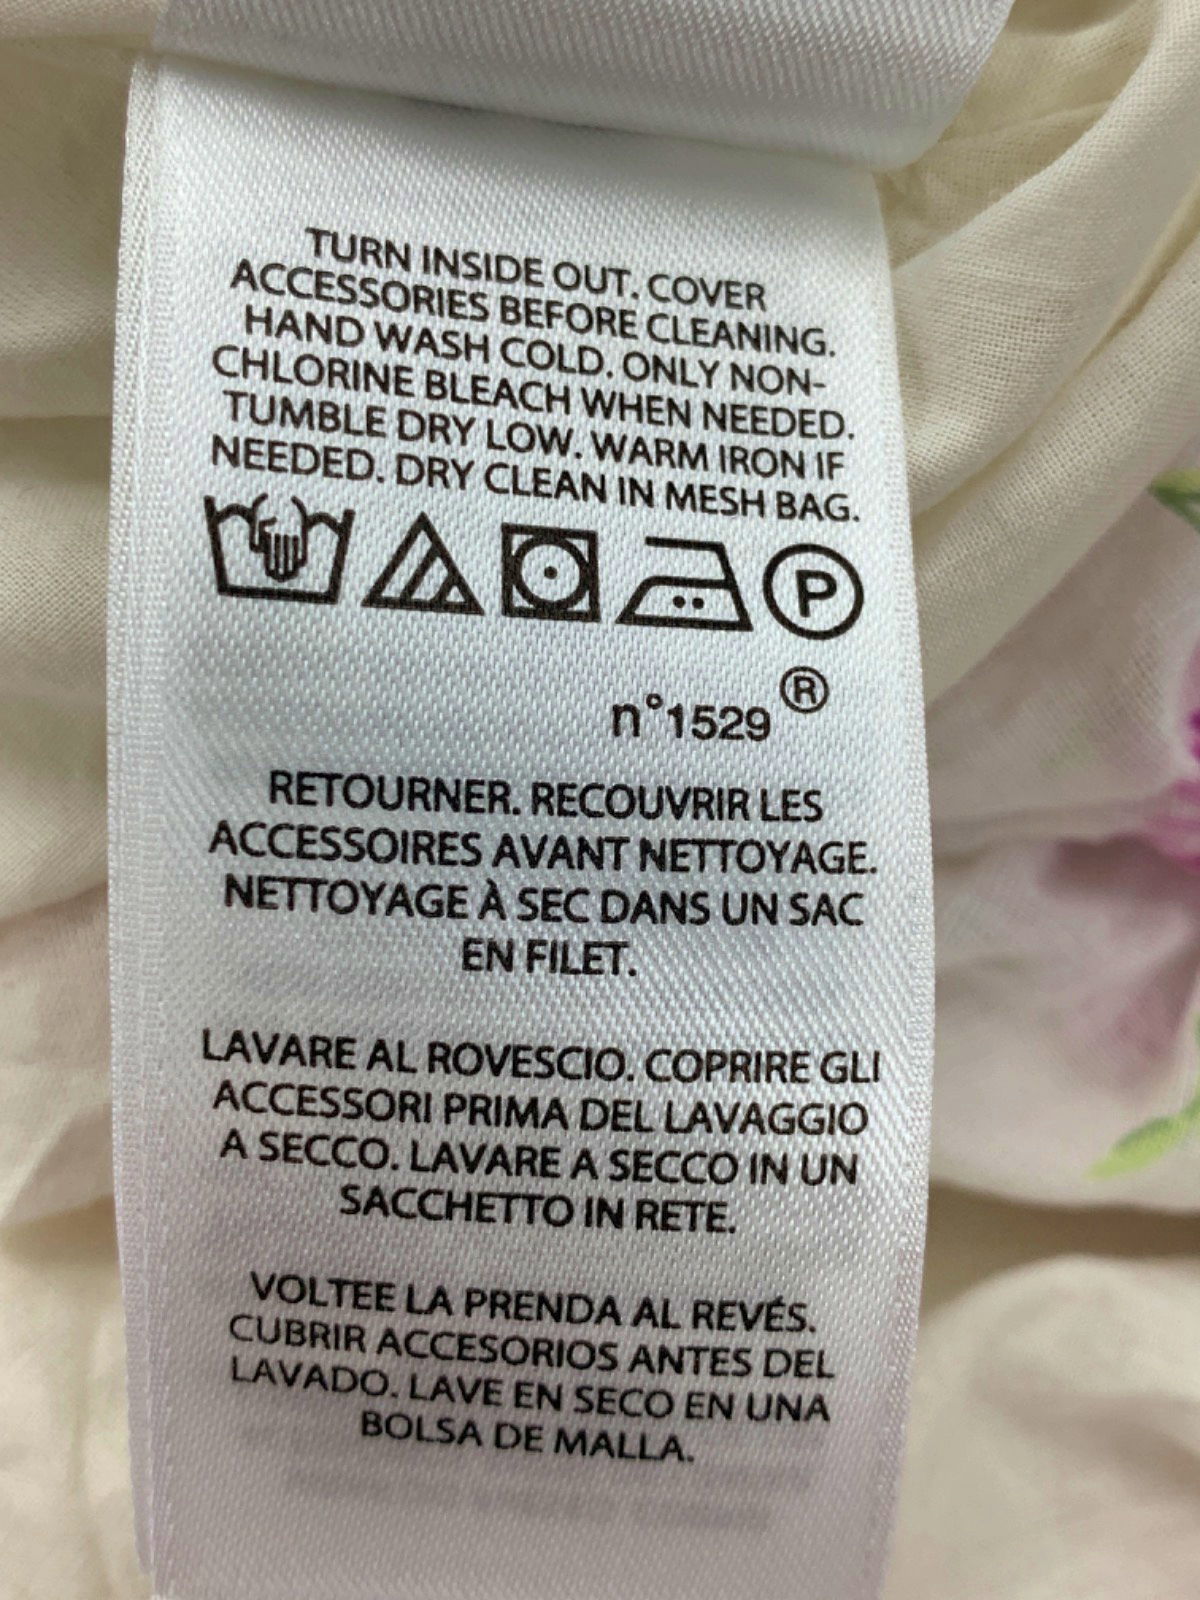 TURN INSIDE OUT. COVER
ACCESSORIES BEFORE CLEANING.
HAND WASH COLD. ONLY NON-
CHLORINE BLEACH WHEN NEEDED.
TUMBLE DRY LOW. WARM IRON IF
NEEDED. DRY CLEAN IN MESH BAG.
P
n°1529®
RETOURNER. RECOUVRIR LES
ACCESSOIRES AVANT NETTOYAGE.
NETTOYAGE À SEC DANS UN SAC
EN FILET.
LAVARE AL ROVESCIO. COPRIRE GLI
ACCESSORI PRIMA DEL LAVAGGIO
A SECCO. LAVARE A SECCO IN UN
SACCHETTO IN RETE.
VOLTEE LA PRENDA AL REVÉS.
CUBRIR ACCESORIOS ANTES DEL
LAVADO. LAVE EN SECO EN UNA
BOLSA DE MALLA.